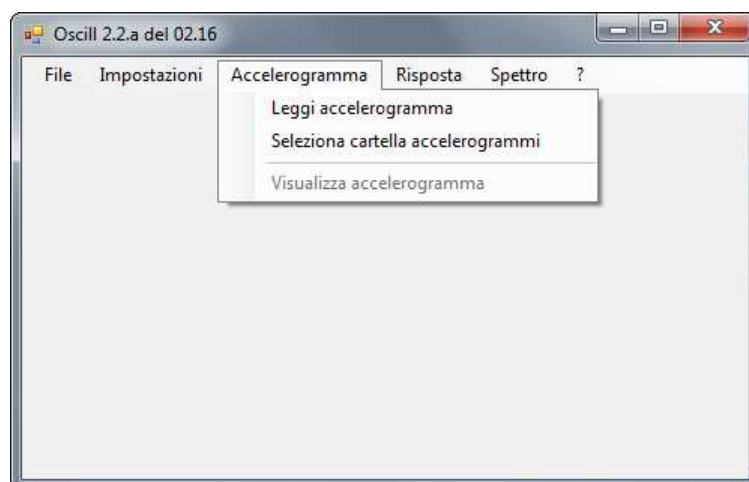 Oscill 2.2.a del 02.16
File Impostazioni Accelerogramma Risposta Spettro ?
Leggi accelerogramma
Seleziona cartella accelerogrammi
Visualizza accelerogramma